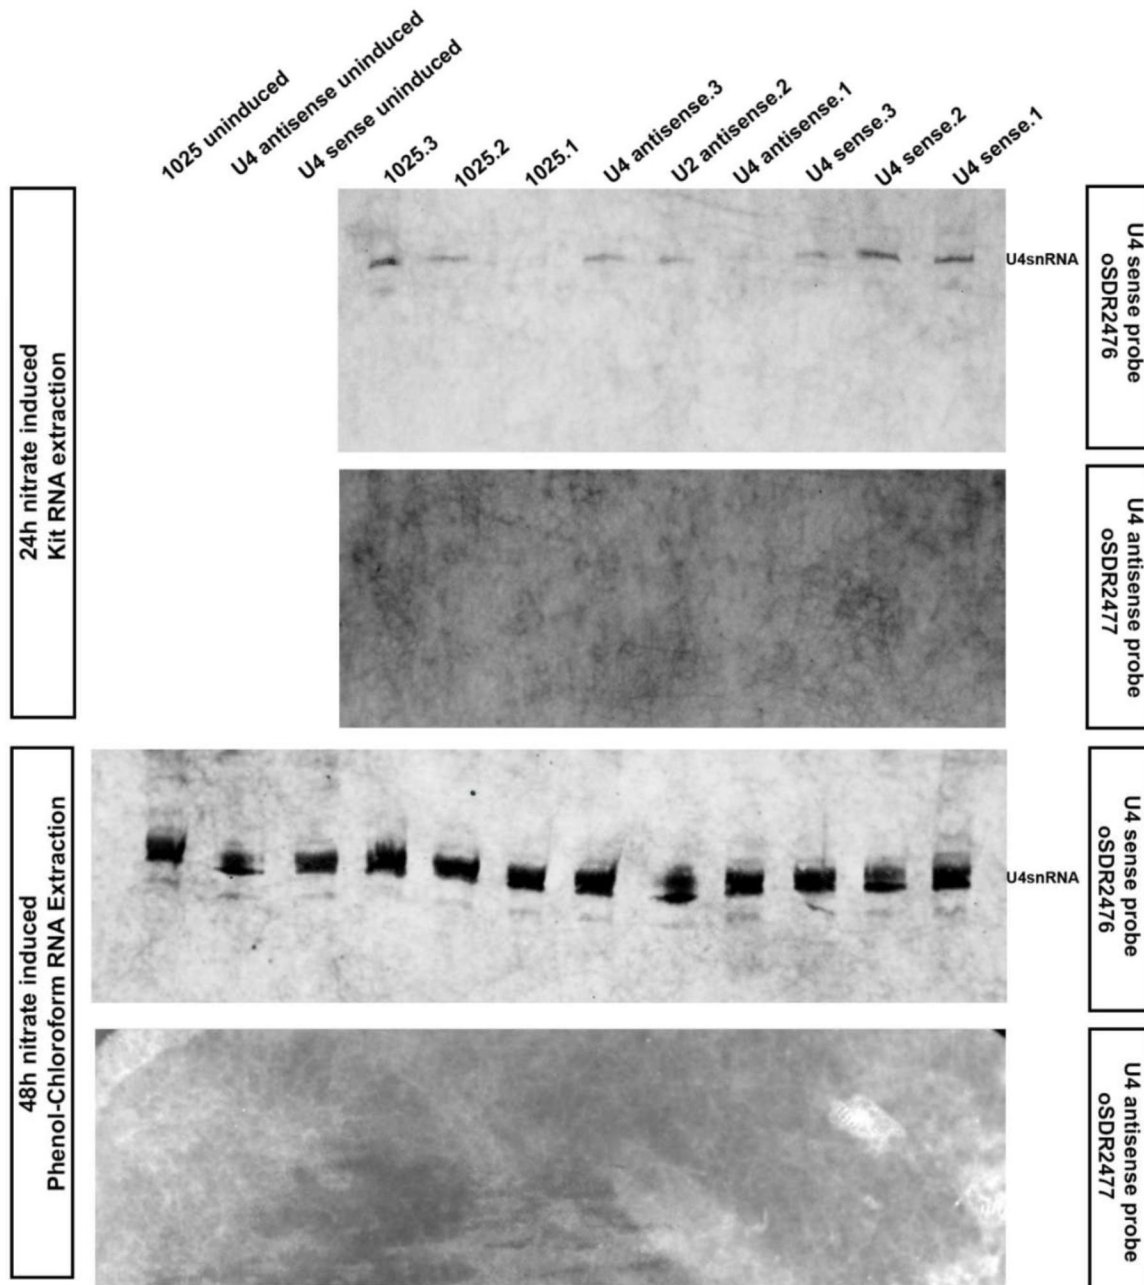 1025 uninduced
U4 antisense uninduced
U4 sense uninduced
1025.3
1025.2
1025.1
U4 antisense.3
U2 antisense.2
U4 antisense.1
U4 sense.3
U4 sense.2
U4 sense.1
24h nitrate induced
Kit RNA extraction
U4snRNA
U4 sense probe
oSDR2476
U4 antisense probe
oSDR2477
48h nitrate induced
Phenol-Chloroform RNA Extraction
U4snRNA
U4 sense probe
oSDR2476
U4 antisense probe
oSDR2477